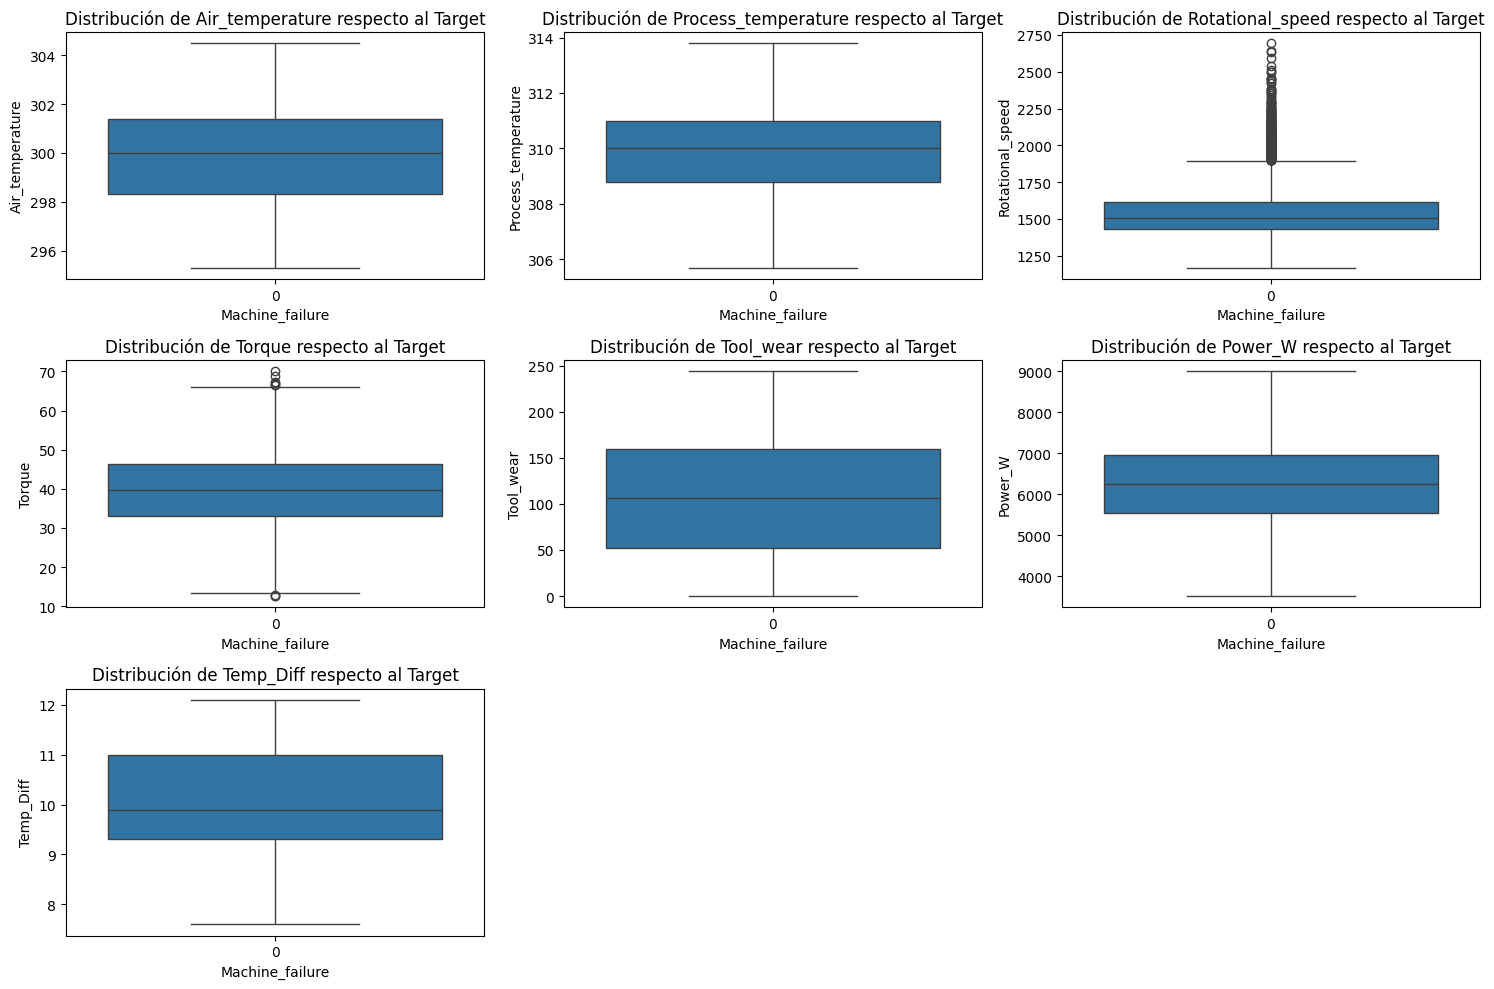 Distribución de Air_temperature respecto al Target
304
302
300
298
296
Air_temperature
0
Machine_failure
Distribución de Process_temperature respecto al Target
314
312
310
308
306
Process_temperature
0
Machine_failure
Distribución de Rotational_speed respecto al Target
2750
2500
2250
2000
1750
1500
1250
Rotational_speed
0
Machine_failure
Distribución de Torque respecto al Target
70
60
50
40
30
20
10
Torque
0
Machine_failure
Distribución de Tool_wear respecto al Target
250
200
150
100
50
0
Tool_wear
0
Machine_failure
Distribución de Power_W respecto al Target
9000
8000
7000
6000
5000
4000
Power_W
0
Machine_failure
Distribución de Temp_Diff respecto al Target
12
11
10
9
8
Temp_Diff
0
Machine_failure